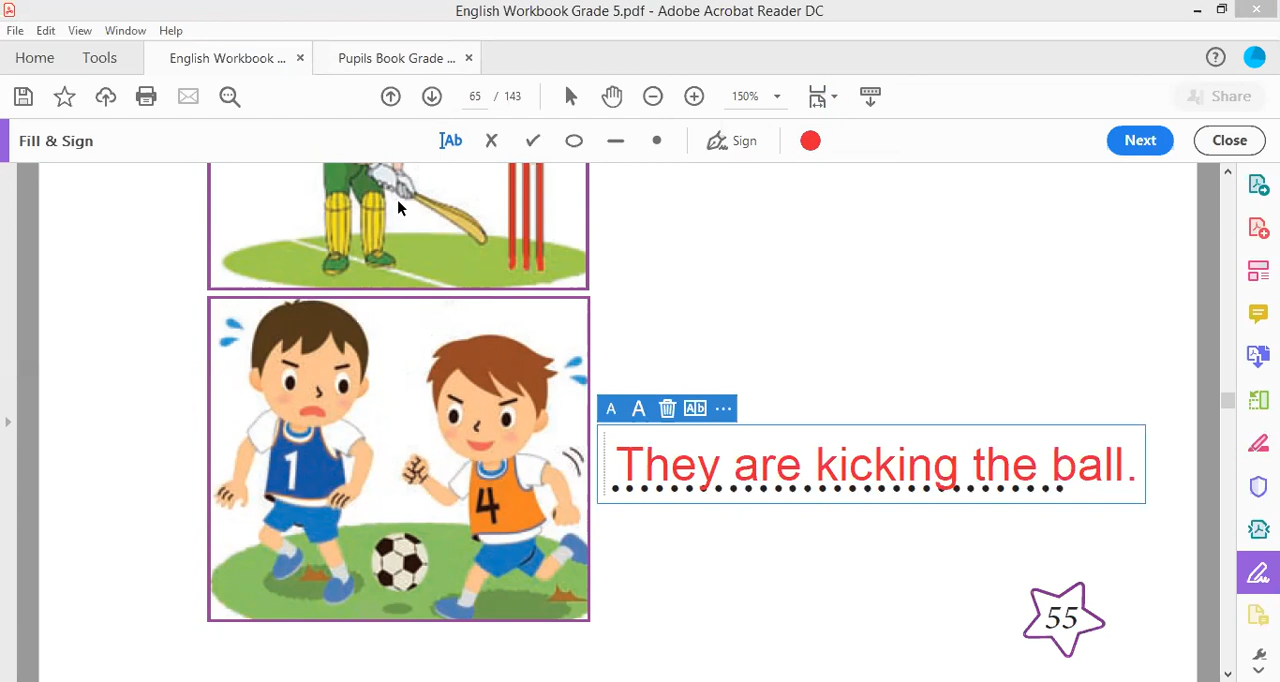 English Workbook Grade 5.pdf - Adobe Acrobat Reader DC
File Edit View Window Help
Home Tools English Workbook ... × Pupils Book Grade ... ×
65 / 143 150% Share
Fill & Sign Ab Sign Next Close
A A Ab ...
They are kicking the ball.
1
4
55